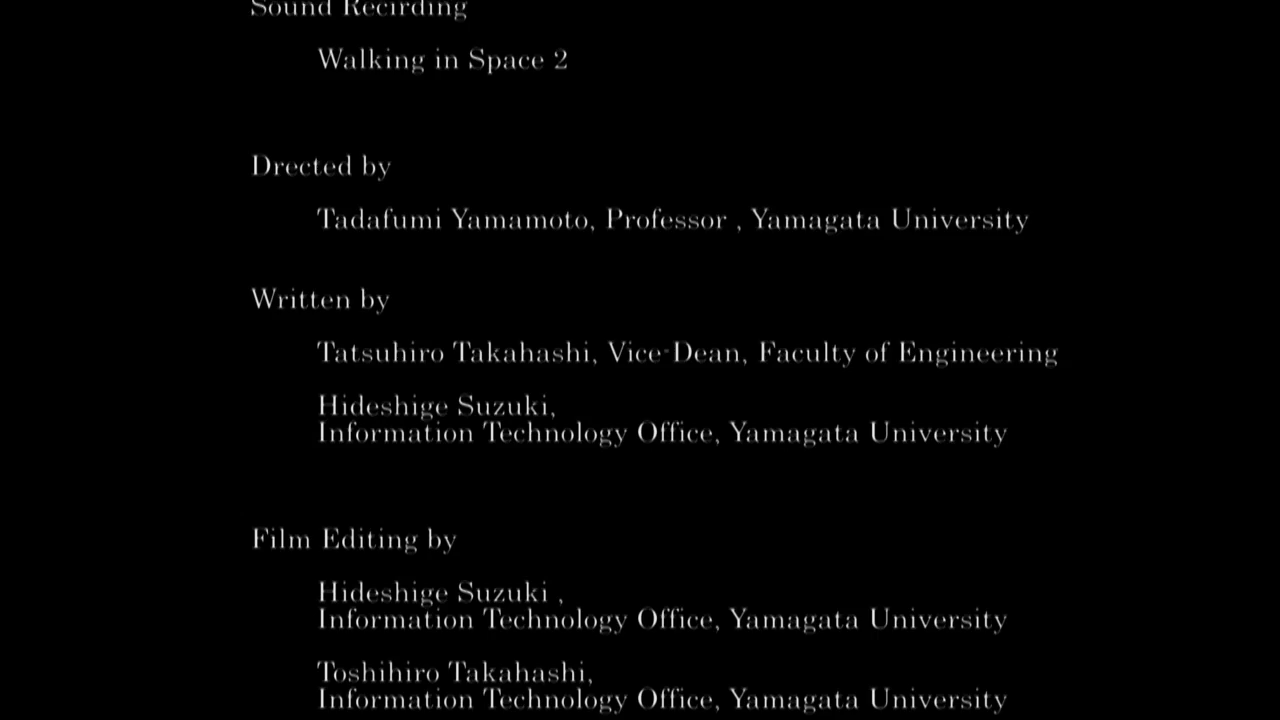 Sound Recirding
Walking in Space 2
Drected by
Tadafumi Yamamoto, Professor , Yamagata University
Written by
Tatsuhiro Takahashi, Vice-Dean, Faculty of Engineering
Hideshige Suzuki,
Information Technology Office, Yamagata University
Film Editing by
Hideshige Suzuki ,
Information Technology Office, Yamagata University
Toshihiro Takahashi,
Information Technology Office, Yamagata University